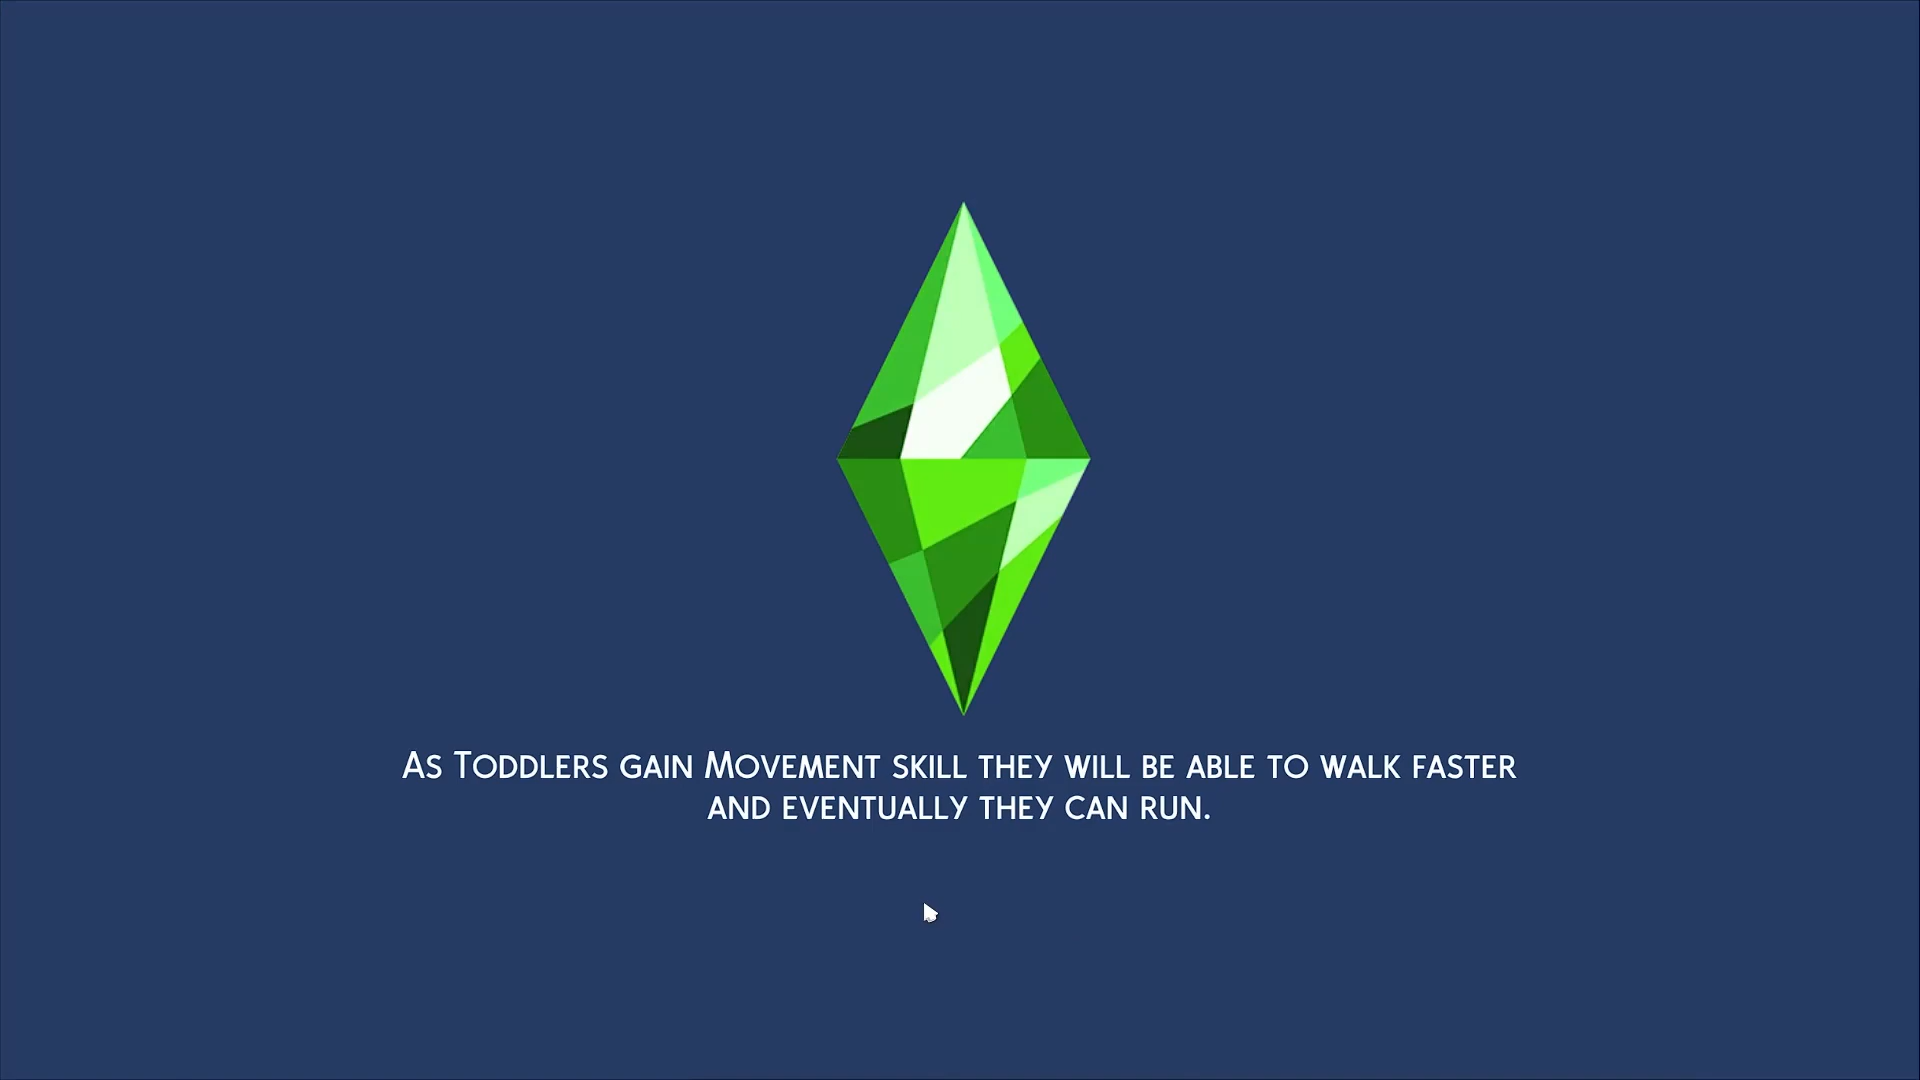 As Toddlers gain Movement skill they will be able to walk faster
and eventually they can run.